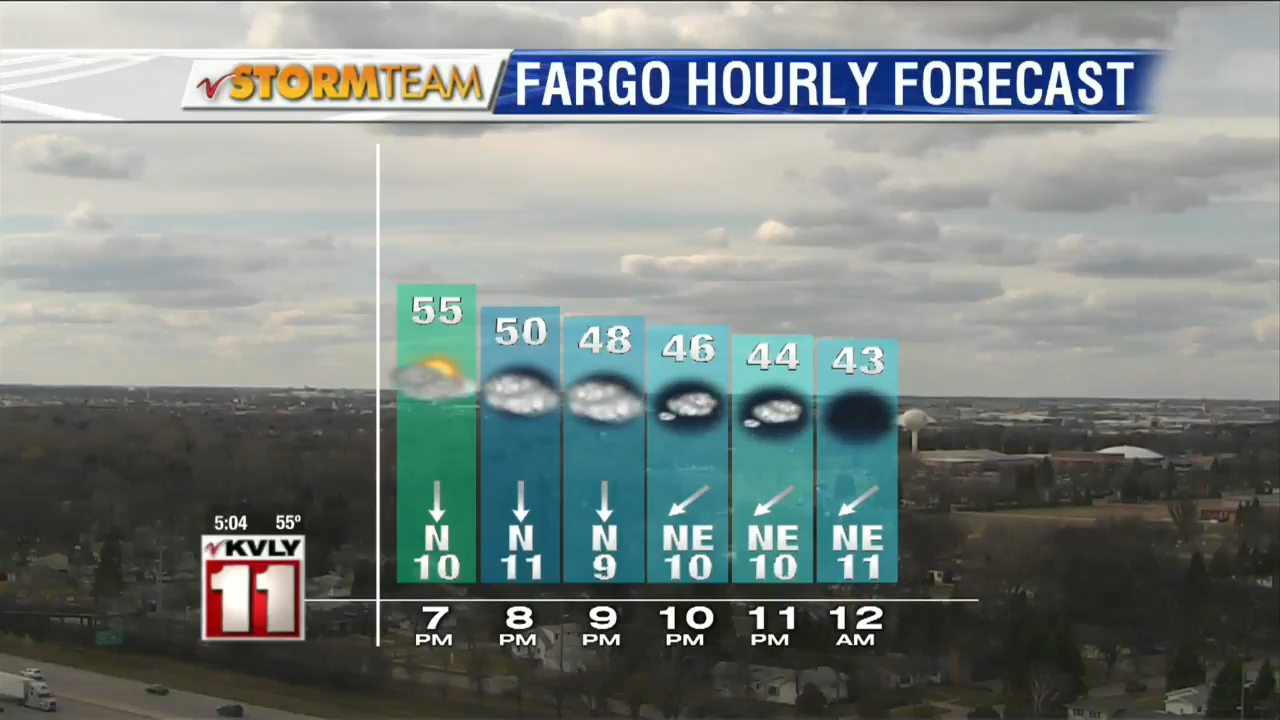 STORMTEAM FARGO HOURLY FORECAST
55 50 48 46 44 43
N N N NE NE NE
10 11 9 10 10 11
5:04 55º
KVLY
11
7 8 9 10 11 12
PM PM PM PM PM AM